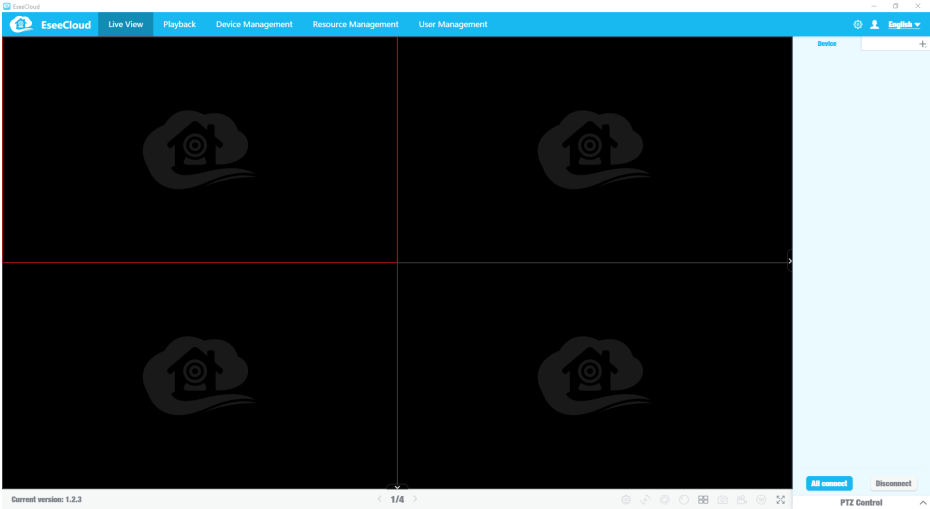 EseeCloud
EseeCloud Live View Playback Device Management Resource Management User Management English
Device
All connect Disconnect
Current version: 1.2.3 1/4
PTZ Control